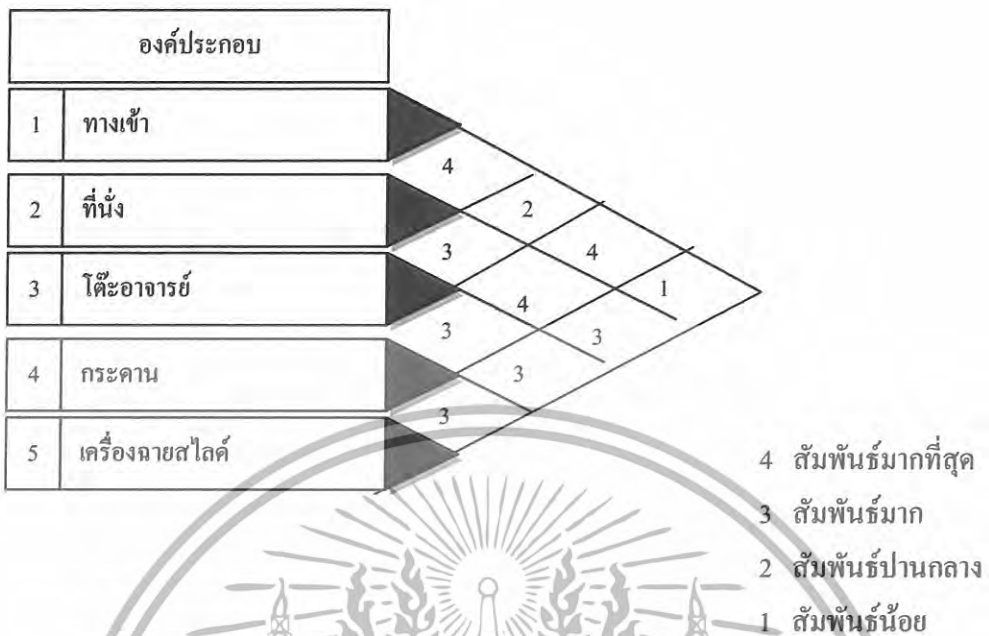 องค์ประกอบ
1 ทางเข้า
4
2 ที่นั่ง
2
3
4
3 โต๊ะอาจารย์
4
1
3
3
4 กระดาน
3
3
5 เครื่องฉายสไลค์
4 สัมพันธ์มากที่สุด
3 สัมพันธ์มาก
2 สัมพันธ์ปานกลาง
1 สัมพันธ์น้อย